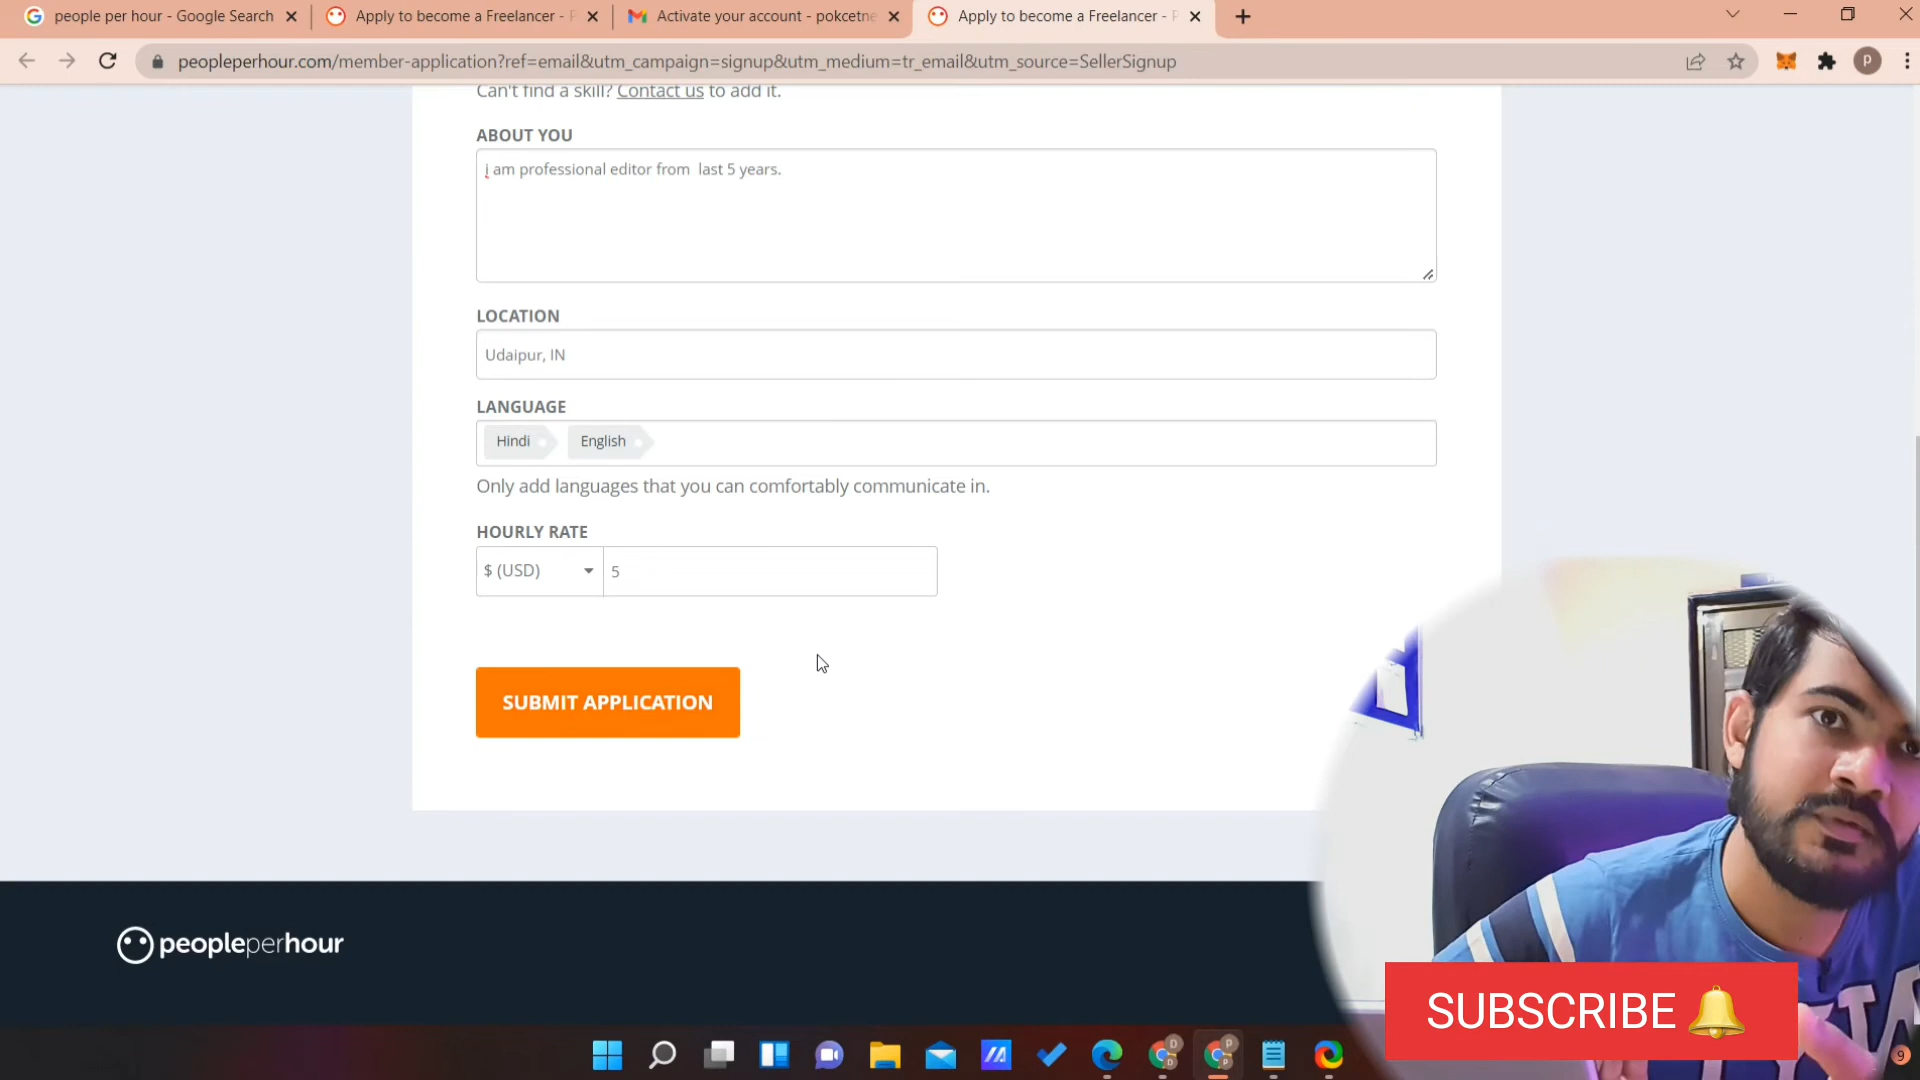 people per hour - Google Search
Apply to become a Freelancer - P
Activate your account - pokcetne
Apply to become a Freelancer - P
peopleperhour.com/member-application?ref=email&utm_campaign=signup&utm_medium=tr_email&utm_source=SellerSignup
P
Can't find a skill? Contact us to add it.
ABOUT YOU
i am professional editor from  last 5 years.
LOCATION
Udaipur, IN
LANGUAGE
Hindi English
Only add languages that you can comfortably communicate in.
HOURLY RATE
$ (USD) 5
SUBMIT APPLICATION
peopleperhour
SUBSCRIBE
D
P
9